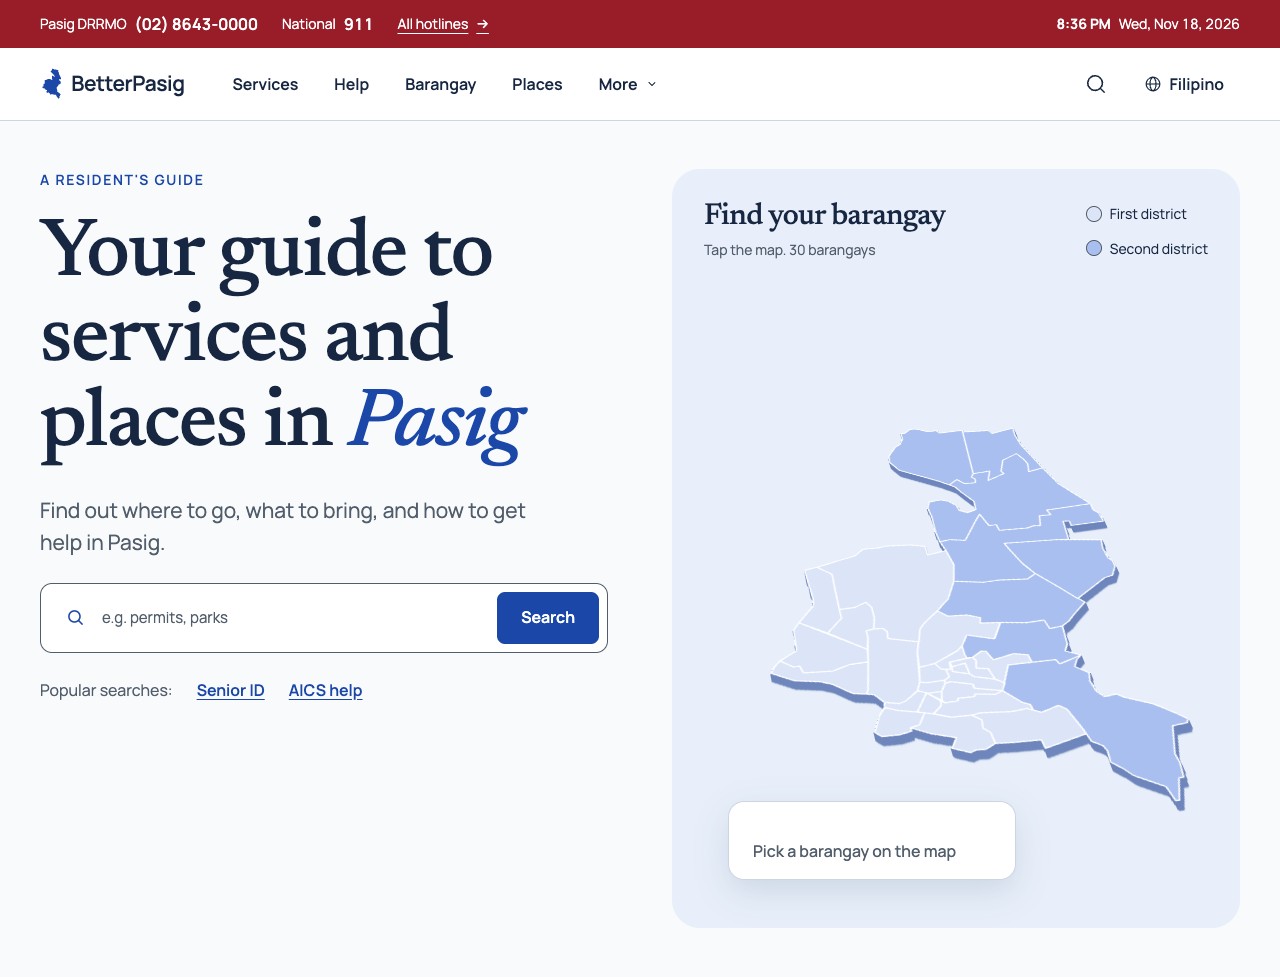 Pasig DRRMO (02) 8643-0000 National 911 All hotlines → 8:36 PM Wed, Nov 18, 2026
BetterPasig Services Help Barangay Places More Filipino
A RESIDENT'S GUIDE
Your guide to
services and
places in Pasig
Find out where to go, what to bring, and how to get
help in Pasig.
e.g. permits, parks Search
Popular searches: Senior ID AICS help
Find your barangay
Tap the map. 30 barangays
First district
Second district
Pick a barangay on the map